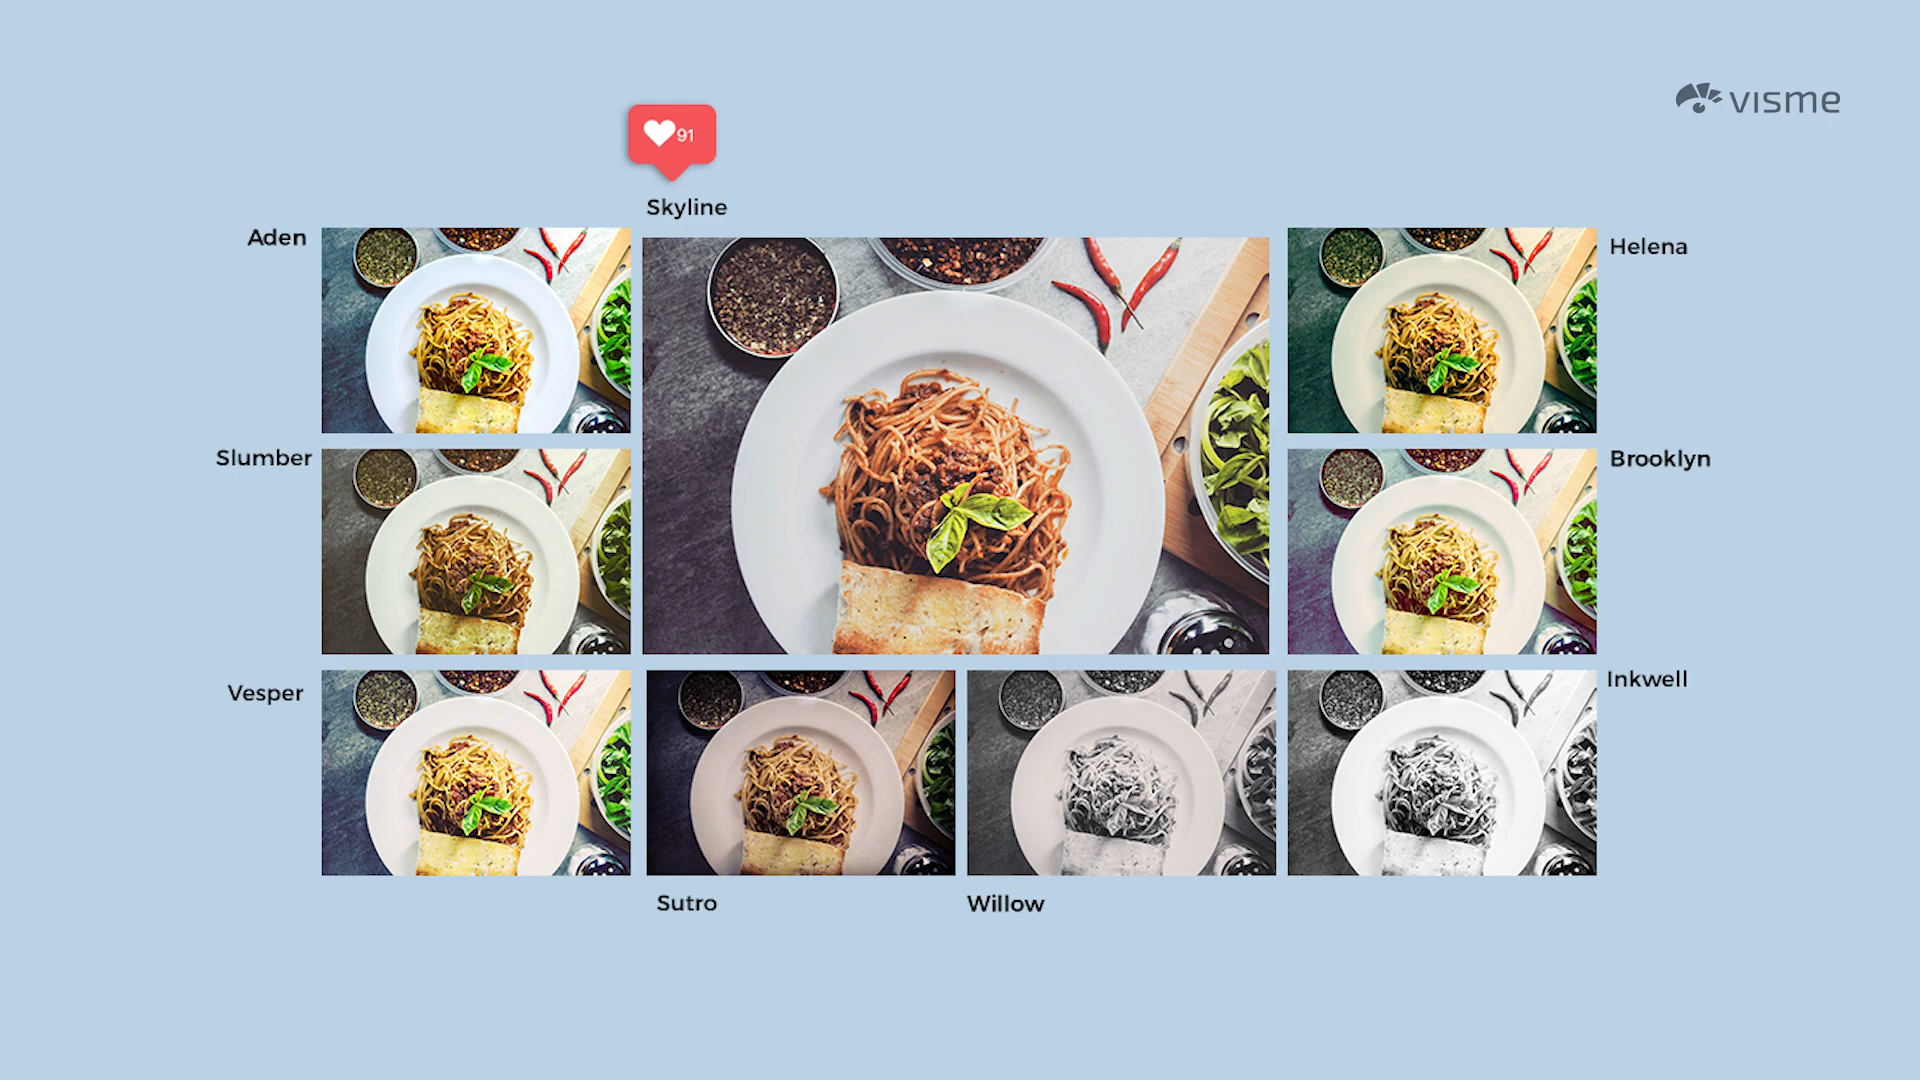 visme
91
Skyline
Aden
Helena
Slumber
Brooklyn
Vesper
Inkwell
Sutro
Willow